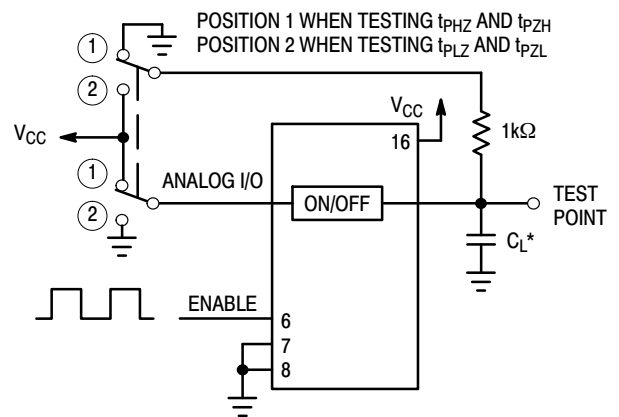 POSITION 1 WHEN TESTING tPHZ AND tPZH
POSITION 2 WHEN TESTING tPLZ AND tPZL
1
2
VCC
VCC
16
1kΩ
1
ANALOG I/O
ON/OFF
TEST
POINT
2
CL*
ENABLE
6
7
8